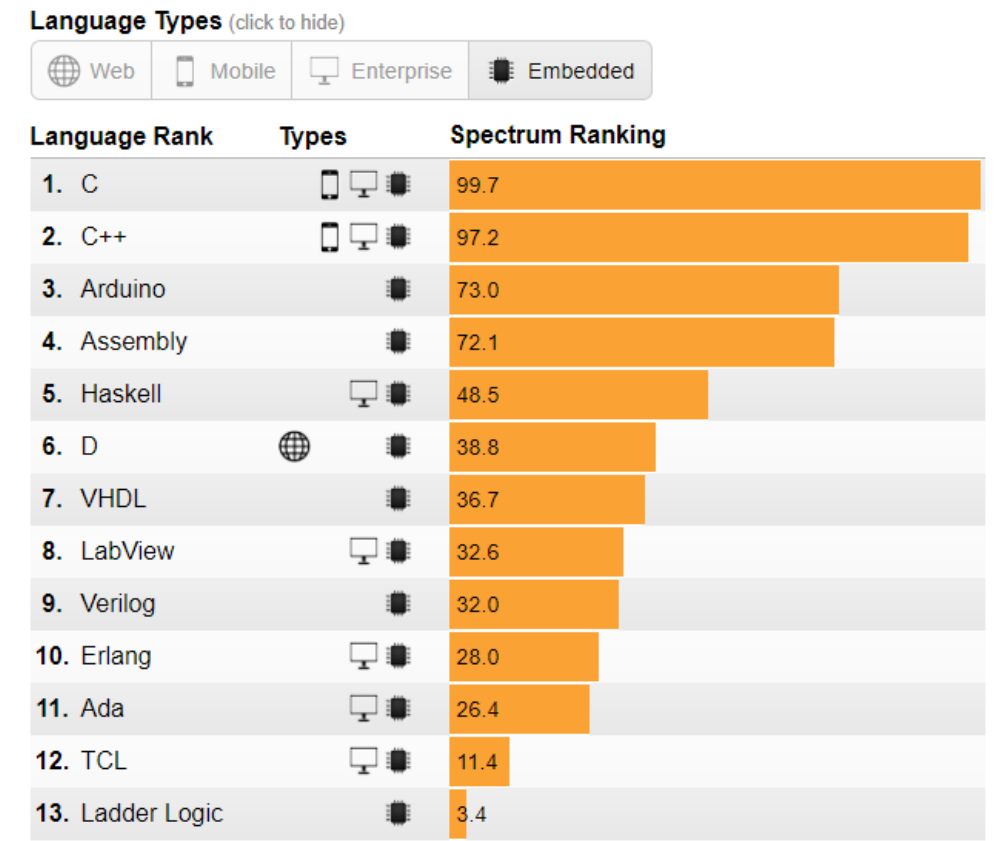 Language Types (click to hide)
Web Mobile Enterprise Embedded
Language Rank Types Spectrum Ranking
1. C 99.7
2. C++ 97.2
3. Arduino 73.0
4. Assembly 72.1
5. Haskell 48.5
6. D 38.8
7. VHDL 36.7
8. LabView 32.6
9. Verilog 32.0
10. Erlang 28.0
11. Ada 26.4
12. TCL 11.4
13. Ladder Logic 3.4